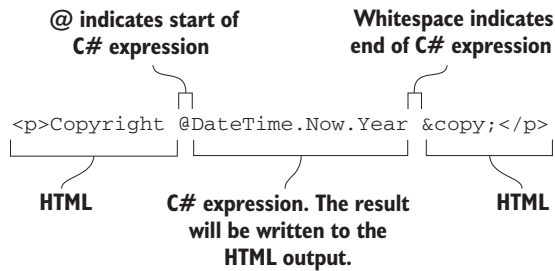 @ indicates start of
C# expression
Whitespace indicates
end of C# expression
<p>Copyright @DateTime.Now.Year &copy;</p>
HTML
C# expression. The result
will be written to the
HTML output.
HTML